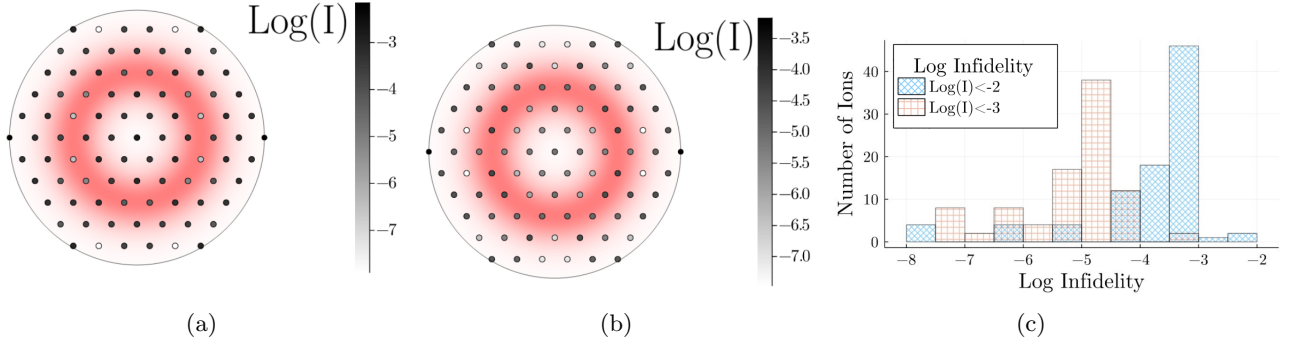 Log(I)
−3
−4
−5
−6
−7
(a)
Log(I)
−3.5
−4.0
−4.5
−5.0
−5.5
−6.0
−6.5
−7.0
(b)
Number of Ions
40
30
20
10
0
Log Infidelity
Log(I)<-2
Log(I)<-3
−8
−7
−6
−5
−4
−3
−2
Log Infidelity
(c)